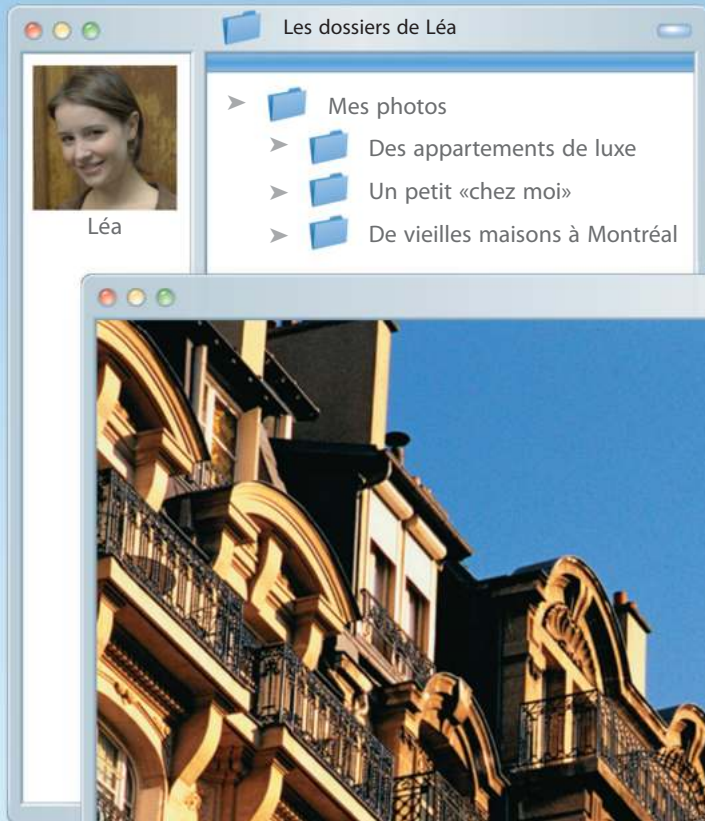 Les dossiers de Léa
Mes photos
Des appartements de luxe
Un petit «chez moi»
De vieilles maisons à Montréal
Léa